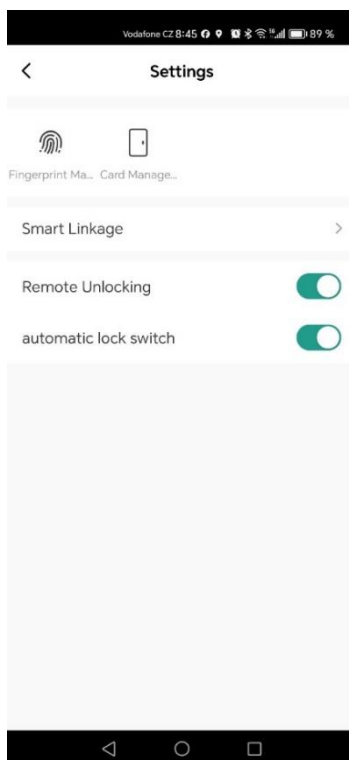 Vodafone CZ 8:45 89 %
Settings
Fingerprint Ma... Card Manage...
Smart Linkage
Remote Unlocking
automatic lock switch